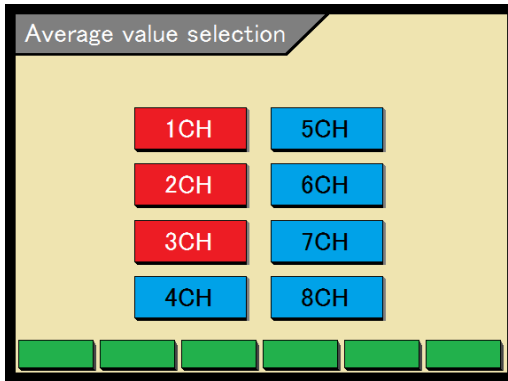 Average value selection
1CH 5CH
2CH 6CH
3CH 7CH
4CH 8CH